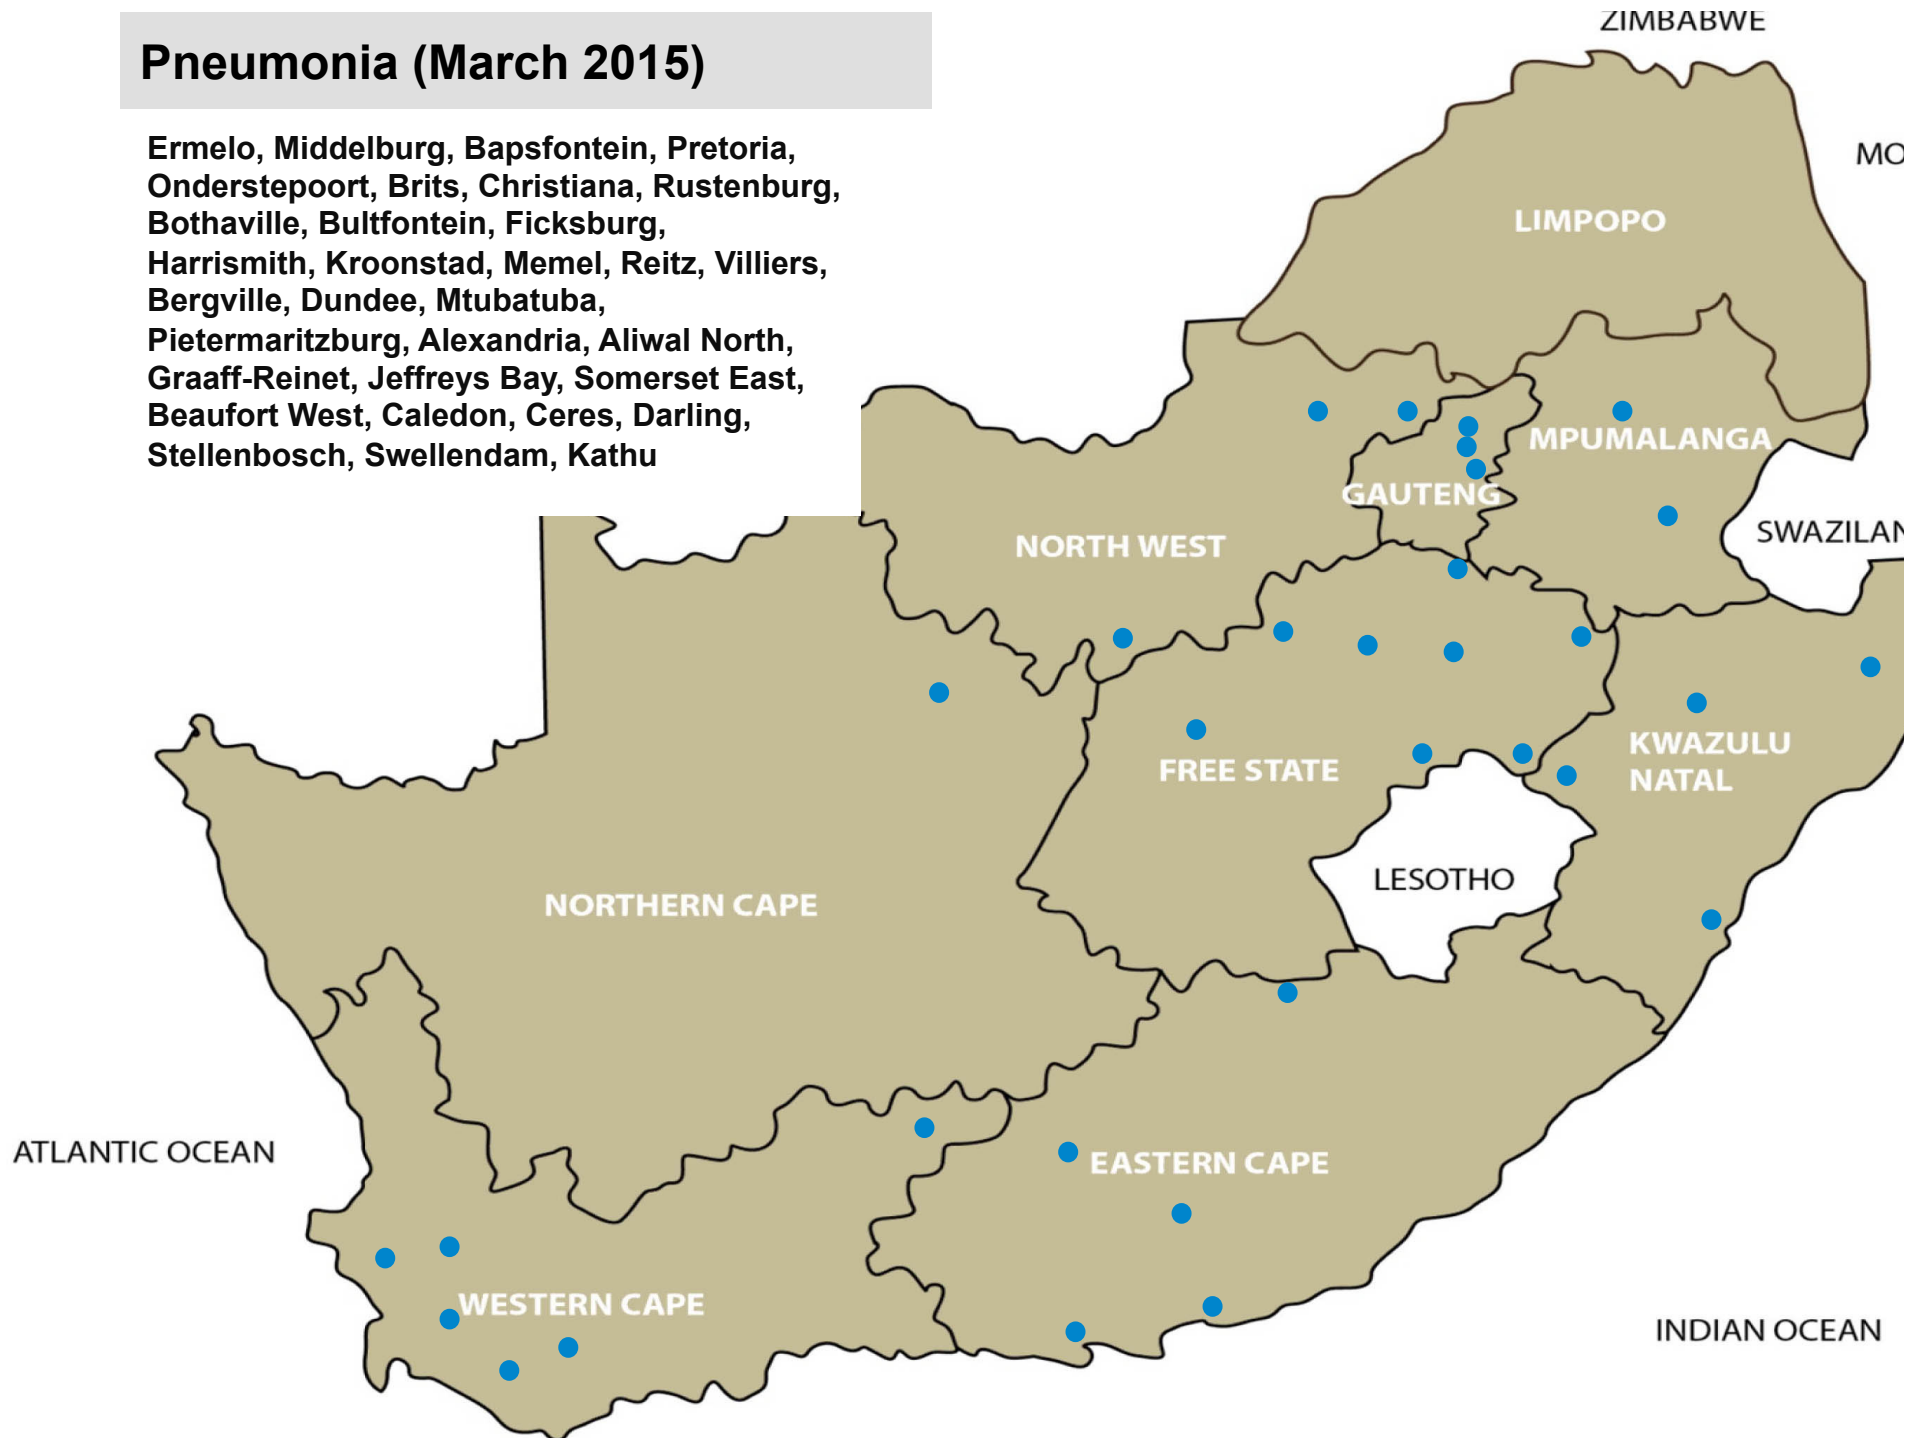 Pneumonia (March 2015)
Ermelo, Middelburg, Bapsfontein, Pretoria,
Onderstepoort, Brits, Christiana, Rustenburg,
Bothaville, Bultfontein, Ficksburg,
Harrismith, Kroonstad, Memel, Reitz, Villiers,
Bergville, Dundee, Mtubatuba,
Pietermaritzburg, Alexandria, Aliwal North,
Graaff-Reinet, Jeffreys Bay, Somerset East,
Beaufort West, Caledon, Ceres, Darling,
Stellenbosch, Swellendam, Kathu
ZIMBABWE
MO
LIMPOPO
MPUMALANGA
GAUTENG
SWAZILAN
NORTH WEST
KWAZULU
NATAL
FREE STATE
LESOTHO
NORTHERN CAPE
ATLANTIC OCEAN
EASTERN CAPE
WESTERN CAPE
INDIAN OCEAN